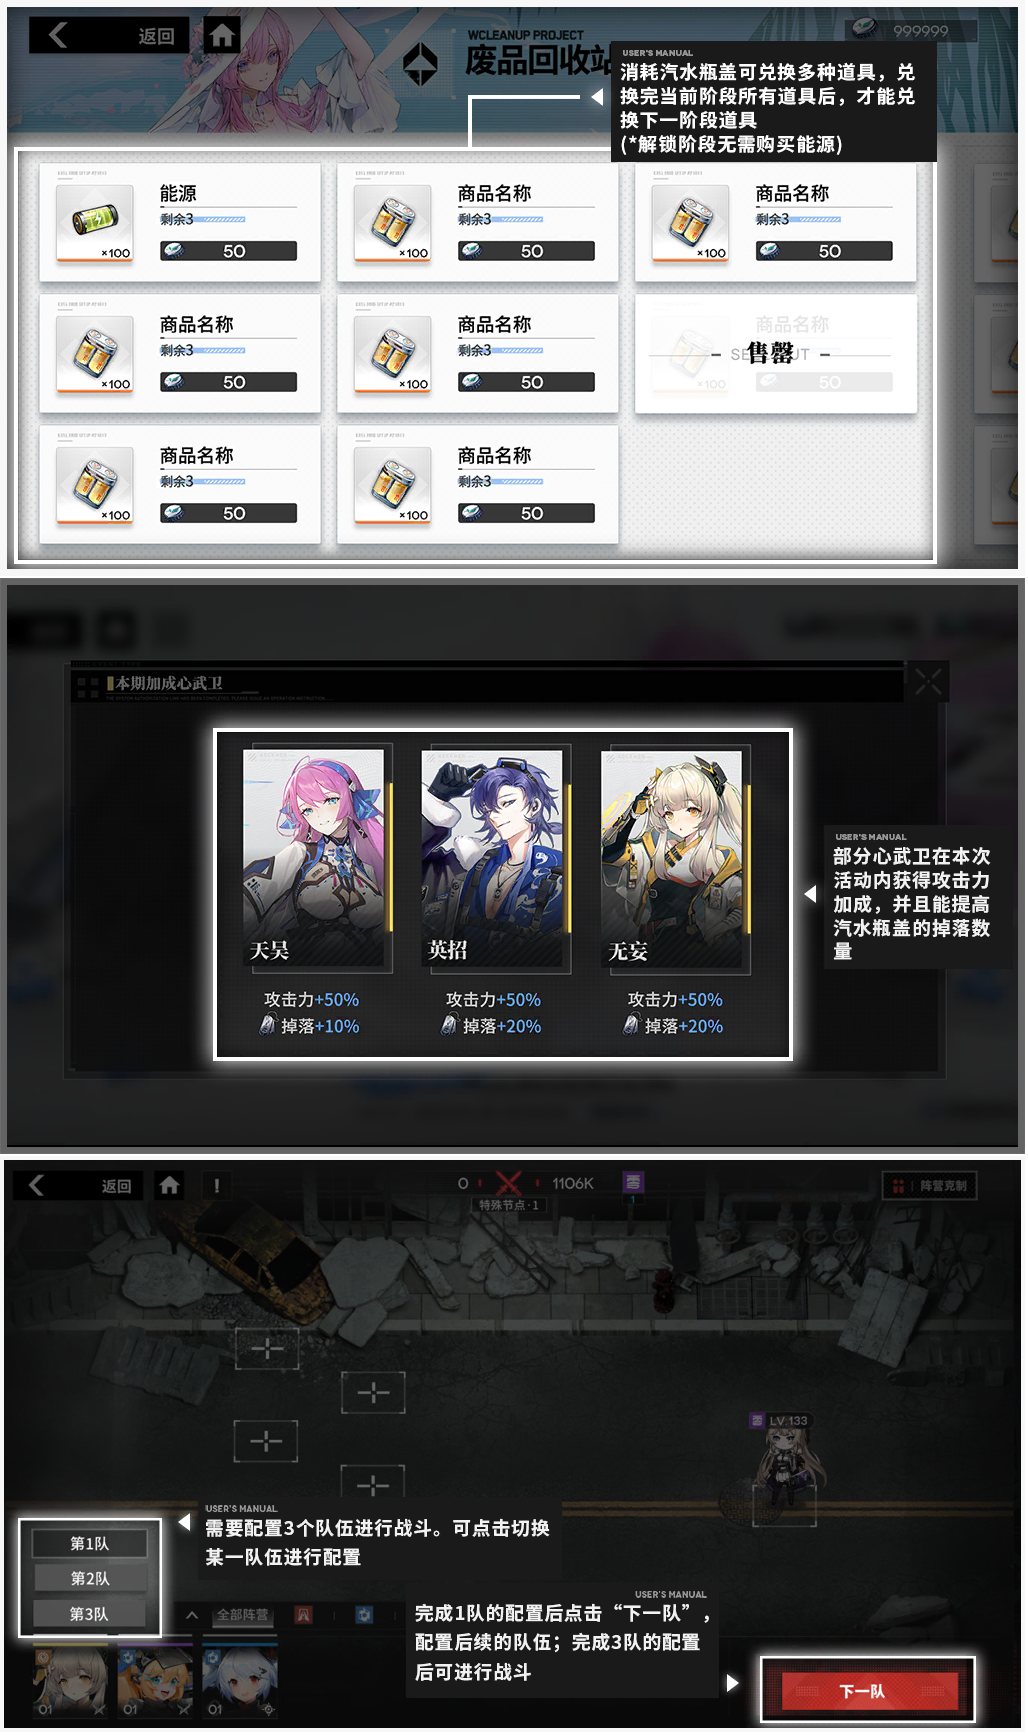 返回
WCLEANUP PROJECT
废品回收站
999999
USER'S MANUAL
消耗汽水瓶盖可兑换多种道具，兑
换完当前阶段所有道具后，才能兑
换下一阶段道具
(*解锁阶段无需购买能源)
能源
剩余3
×100
50
商品名称
剩余3
×100
50
商品名称
剩余3
×100
50
商品名称
剩余3
×100
50
商品名称
剩余3
×100
50
商品名称
售罄
×100
50
商品名称
剩余3
×100
50
商品名称
剩余3
×100
50
本期加成心武卫
天吴
英招
无妄
攻击力+50%
掉落+10%
攻击力+50%
掉落+20%
攻击力+50%
掉落+20%
USER'S MANUAL
部分心武卫在本次
活动内获得攻击力
加成，并且能提高
汽水瓶盖的掉落数
量
返回
!
0
1106K
特殊节点·1
1
阵营克制
LV.133
USER'S MANUAL
需要配置3个队伍进行战斗。可点击切换
某一队伍进行配置
第1队
第2队
第3队
全部阵营
USER'S MANUAL
完成1队的配置后点击“下一队”，
配置后续的队伍；完成3队的配置
后可进行战斗
01
01
01
下一队